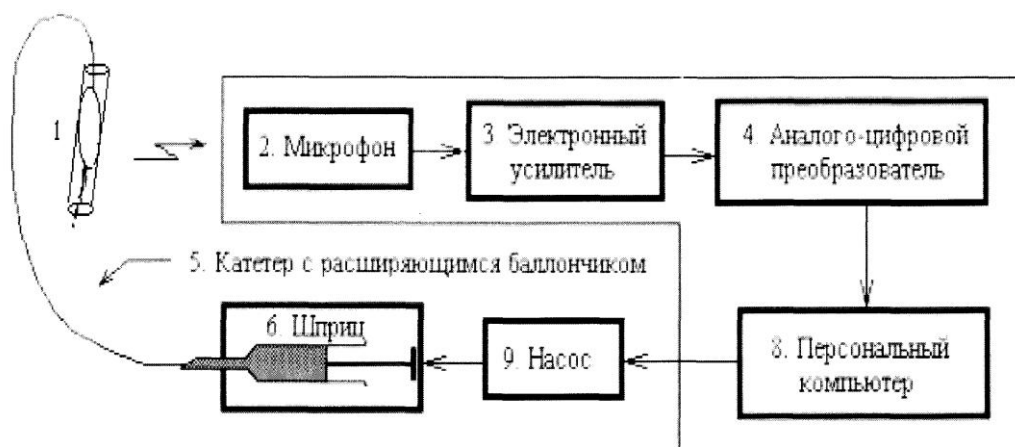 1
2. Микрофон
3. Электронный
усилитель
4. Аналого-цифровой
преобразователь
5. Катетер с расширяющимся баллончиком
6. Шприц
9. Насос
8. Персональный
компьютер